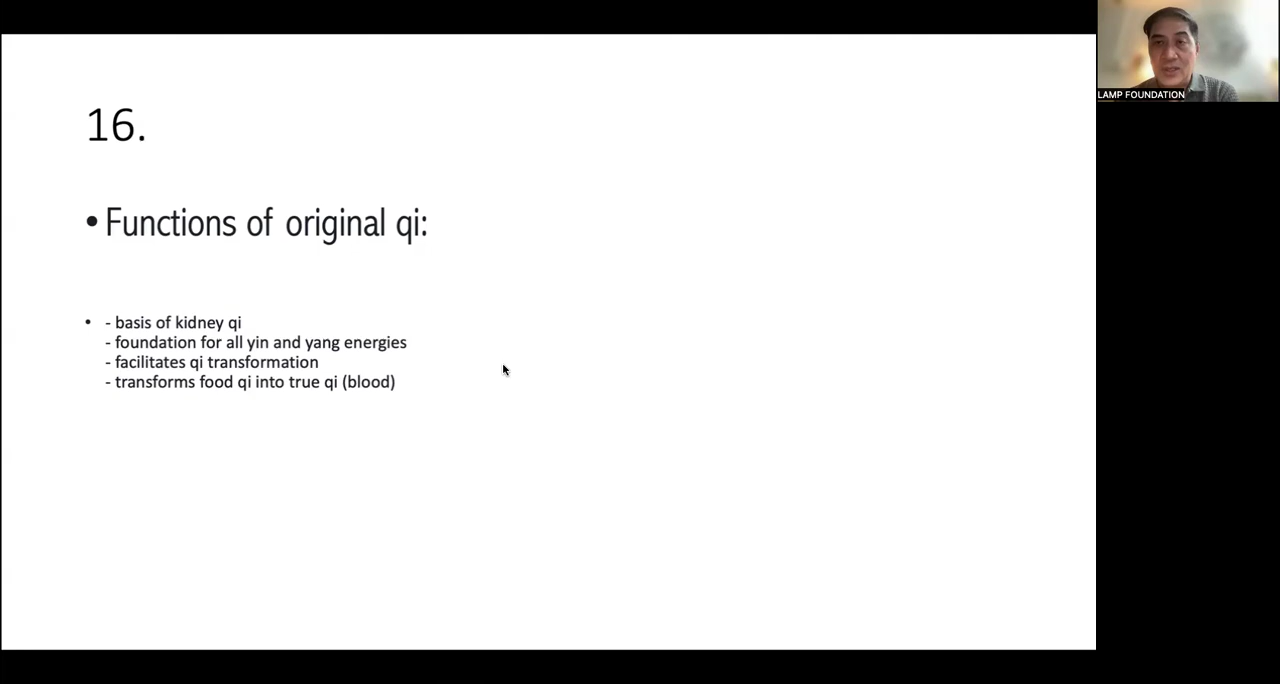 16.
• Functions of original qi:
• - basis of kidney qi
- foundation for all yin and yang energies
- facilitates qi transformation
- transforms food qi into true qi (blood)
LAMP FOUNDATION